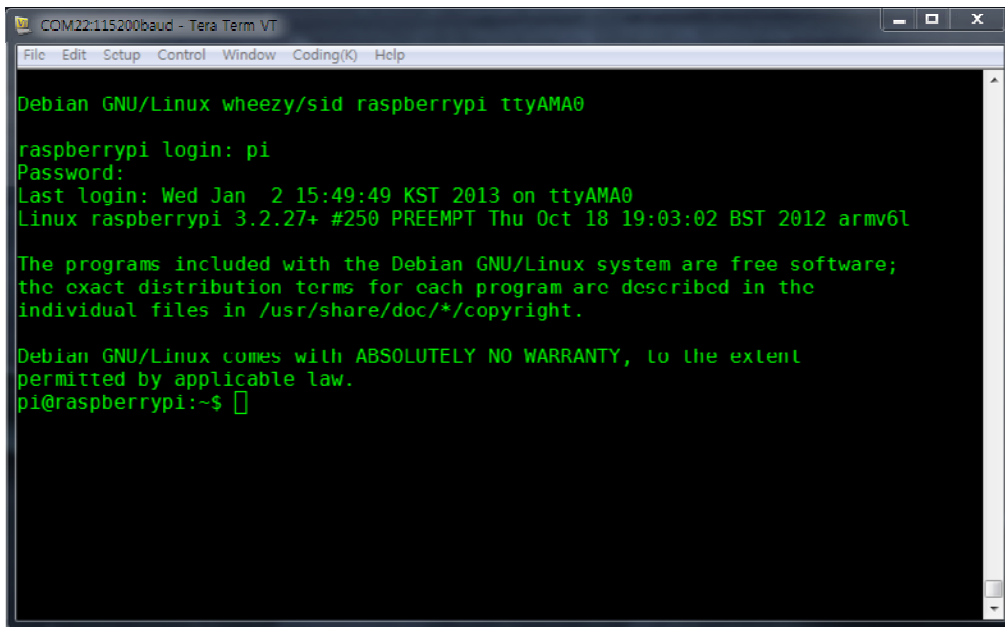 COM22:115200baud - Tera Term VT
File Edit Setup Control Window Coding(K) Help
Debian GNU/Linux wheezy/sid raspberrypi ttyAMA0
raspberrypi login: pi
Password:
Last login: Wed Jan  2 15:49:49 KST 2013 on ttyAMA0
Linux raspberrypi 3.2.27+ #250 PREEMPT Thu Oct 18 19:03:02 BST 2012 armv6l
The programs included with the Debian GNU/Linux system are free software;
the exact distribution terms for each program are described in the
individual files in /usr/share/doc/*/copyright.
Debian GNU/Linux comes with ABSOLUTELY NO WARRANTY, to the extent
permitted by applicable law.
pi@raspberrypi:~$